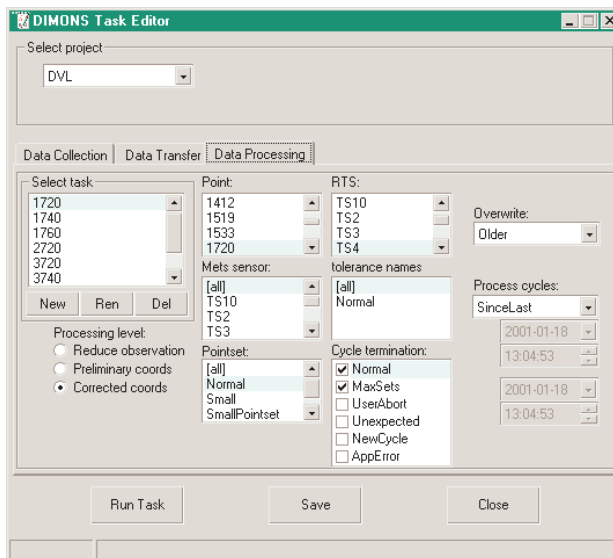 DIMONS Task Editor
Select project
DVL
Data Collection
Data Transfer
Data Processing
Select task
1720
1740
1760
2720
3720
3740
New
Ren
Del
Processing level:
Reduce observation
Preliminary coords
Corrected coords
Point:
1412
1519
1533
1720
Mets sensor:
[all]
TS10
TS2
TS3
Pointset:
[all]
Normal
Small
SmallPointset
RTS:
TS10
TS2
TS3
TS4
tolerance names
[all]
Normal
Cycle termination:
Normal
MaxSets
UserAbort
Unexpected
NewCycle
AppError
Overwrite:
Older
Process cycles:
SinceLast
2001-01-18
13:04:53
2001-01-18
13:04:53
Run Task
Save
Close